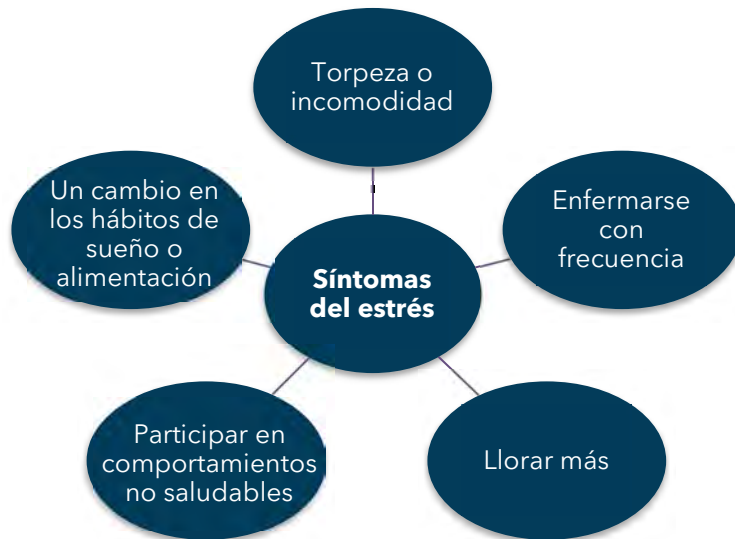 Torpeza o
incomodidad
Un cambio en
los hábitos de
sueño o
alimentación
Enfermarse
con
frecuencia
Síntomas
del estrés
Participar en
comportamientos
no saludables
Llorar más